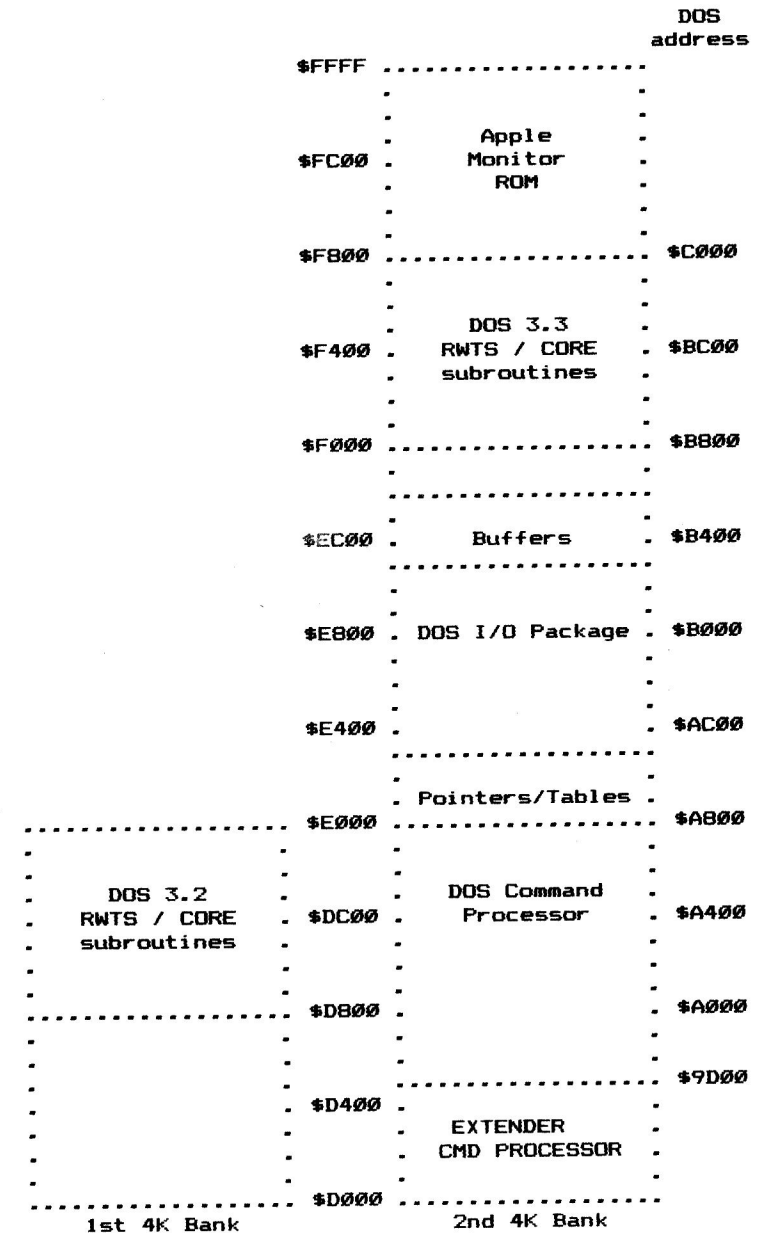 DOS
address
$FFFF
Apple
$FC00 Monitor
ROM
$F800 $C000
DOS 3.3
$F400 RWTS / CORE $BC00
subroutines
$F000 $B800
$EC00 Buffers $B400
$E800 DOS I/O Package $B000
$E400 $AC00
Pointers/Tables
$E000 $A800
DOS 3.2 DOS Command
RWTS / CORE $DC00 Processor $A400
subroutines
$D800 $A000
$9D00
$D400
EXTENDER
CMD PROCESSOR
$D000
1st 4K Bank 2nd 4K Bank